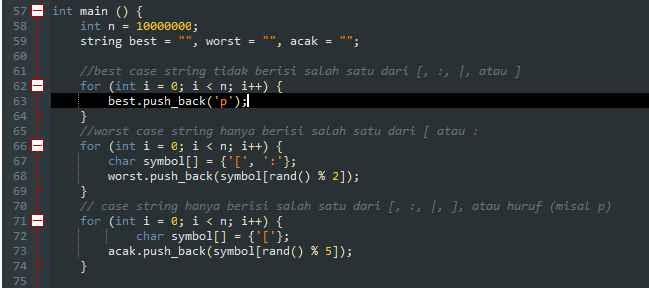 57 int main () {
58 int n = 10000000;
59 string best = "", worst = "", acak = "";
60
61 //best case string tidak berisi salah satu dari [, :, |, atau ]
62 for (int i = 0; i < n; i++) {
63 best.push_back('p');
64 }
65 //worst case string hanya berisi salah satu dari [ atau :
66 for (int i = 0; i < n; i++) {
67 char symbol[] = {'[', ':'};
68 worst.push_back(symbol[rand() % 2]);
69 }
70 // case string hanya berisi salah satu dari [, :, |, ], atau huruf (misal p)
71 for (int i = 0; i < n; i++) {
72 char symbol[] = {'['};
73 acak.push_back(symbol[rand() % 5]);
74 }
75